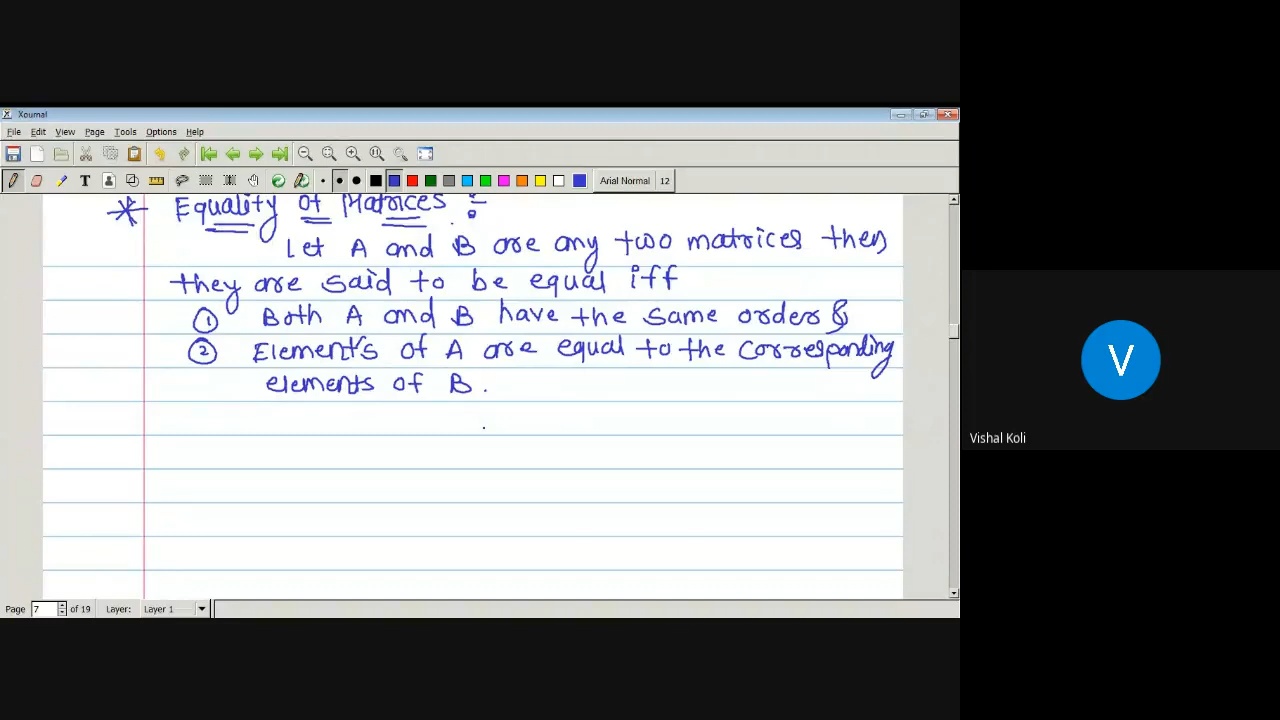 Xournal
File Edit View Page Tools Options Help
Arial Normal 12
* Equality of Matrices :-
Let A and B are any two matrices then
they are said to be equal iff
① Both A and B have the same order &
② Elements of A are equal to the corresponding
elements of B.
Page 7 of 19 Layer: Layer 1
V
Vishal Koli